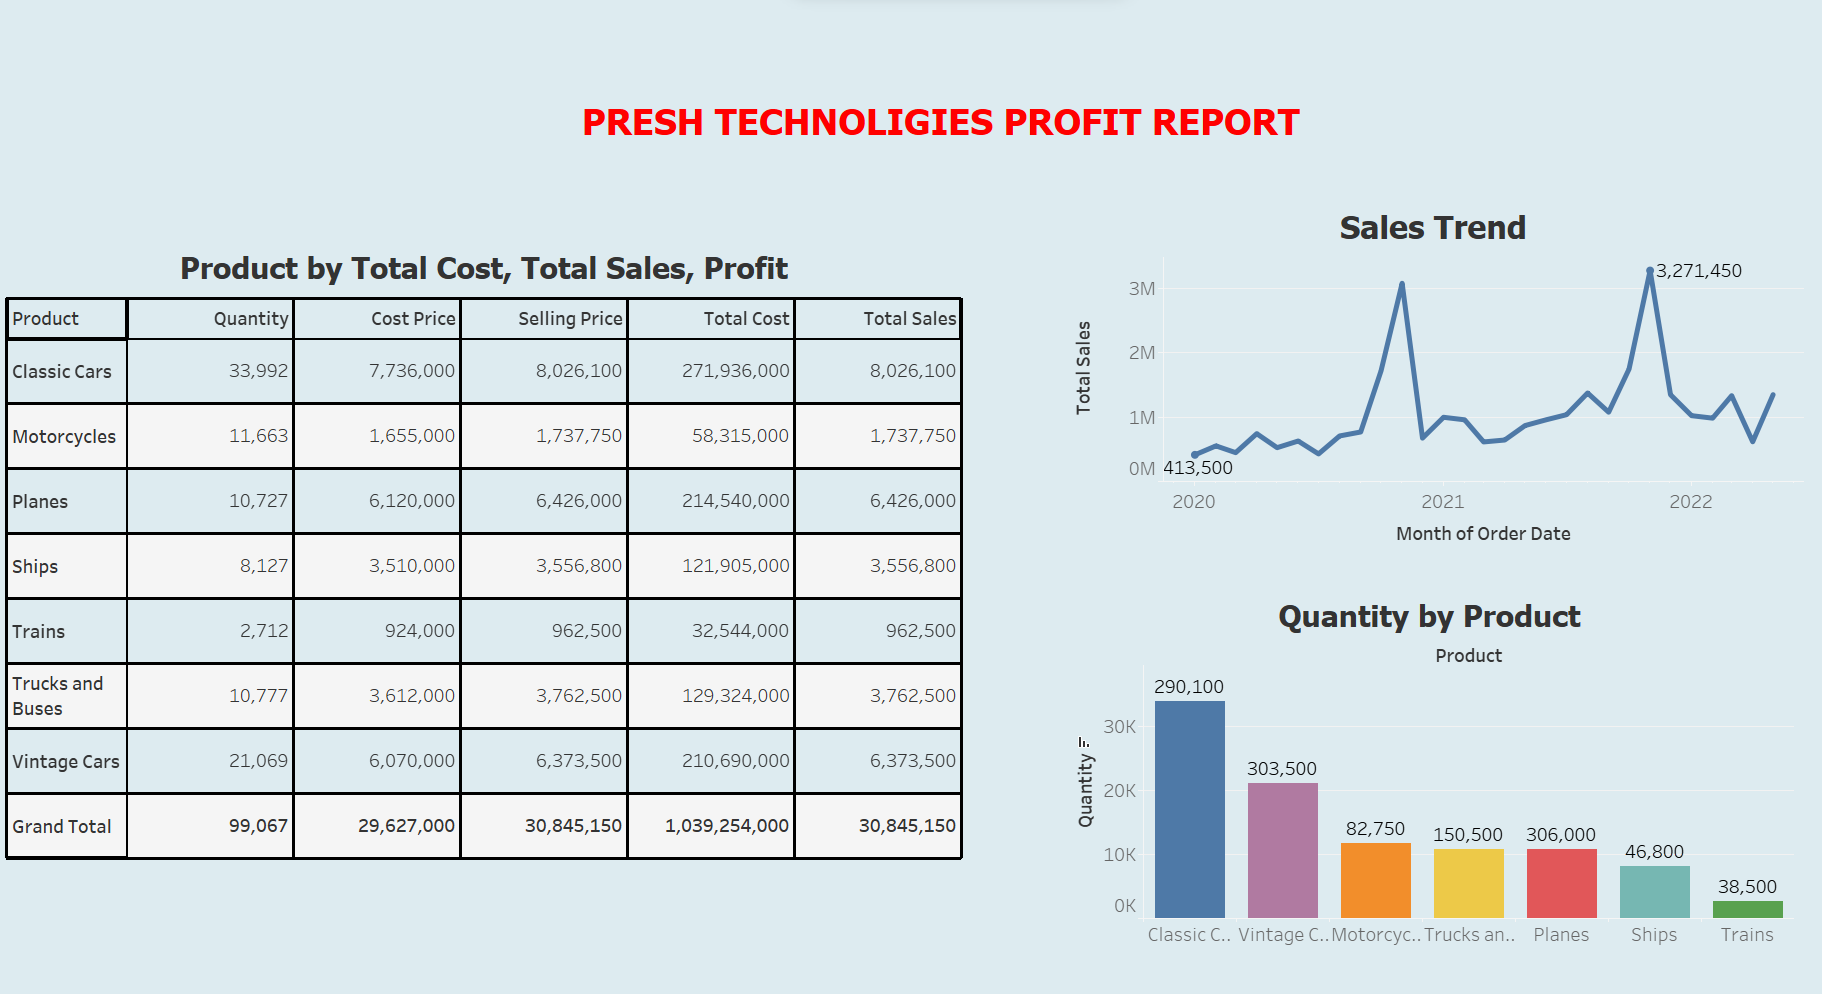 PRESH TECHNOLIGIES PROFIT REPORT
Product by Total Cost, Total Sales, Profit
Product Quantity Cost Price Selling Price Total Cost Total Sales
Classic Cars 33,992 7,736,000 8,026,100 271,936,000 8,026,100
Motorcycles 11,663 1,655,000 1,737,750 58,315,000 1,737,750
Planes 10,727 6,120,000 6,426,000 214,540,000 6,426,000
Ships 8,127 3,510,000 3,556,800 121,905,000 3,556,800
Trains 2,712 924,000 962,500 32,544,000 962,500
Trucks and
Buses 10,777 3,612,000 3,762,500 129,324,000 3,762,500
Vintage Cars 21,069 6,070,000 6,373,500 210,690,000 6,373,500
Grand Total 99,067 29,627,000 30,845,150 1,039,254,000 30,845,150
Sales Trend
Total Sales
3M
2M
1M
0M
3,271,450
413,500
2020 2021 2022
Month of Order Date
Quantity by Product
Product
Quantity
30K
20K
10K
0K
290,100 303,500 82,750 150,500 306,000 46,800 38,500
Classic C.. Vintage C.. Motorcyc.. Trucks an.. Planes Ships Trains